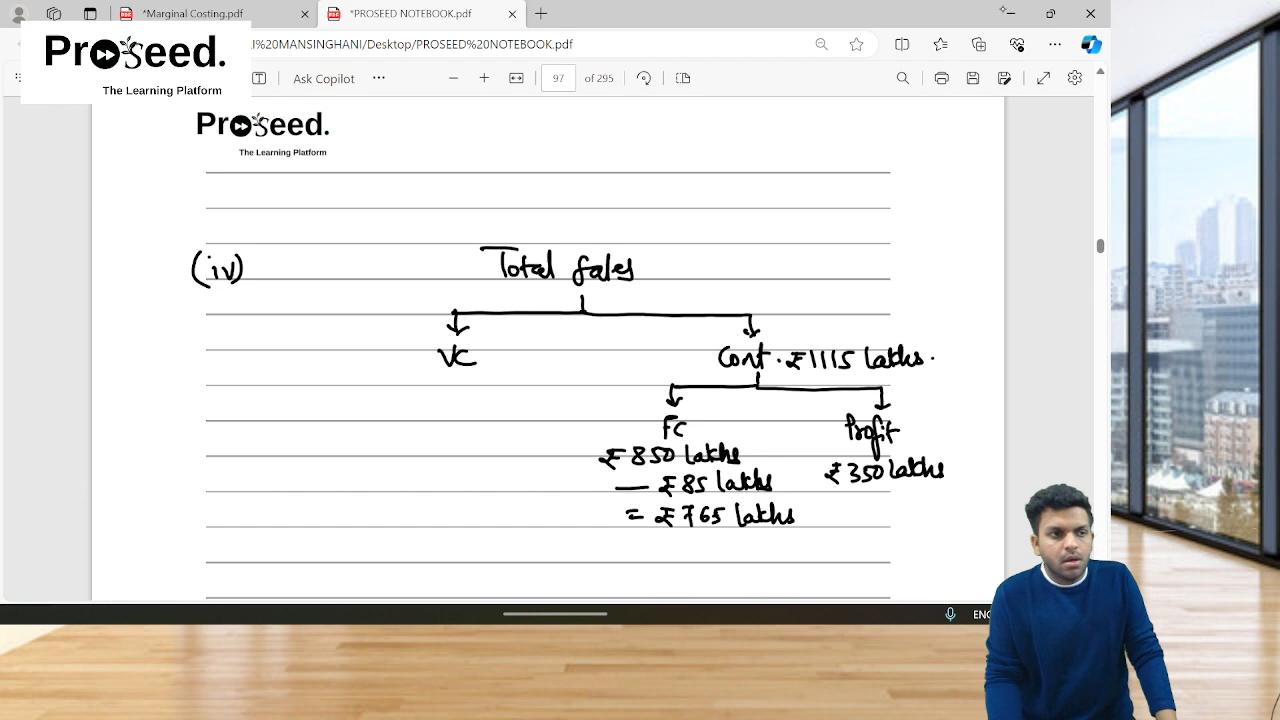 *Marginal Costing.pdf
*PROSEED NOTEBOOK.pdf
Proseed.
The Learning Platform
I%20MANSINGHANI/Desktop/PROSEED%20NOTEBOOK.pdf
Ask Copilot
97 of 295
Proseed.
The Learning Platform
(iv) Total Sales
VC Cont. ₹1115 lakhs.
FC Profit
₹850 lakhs ₹350 lakhs
— ₹85 lakhs
= ₹765 lakhs
ENG